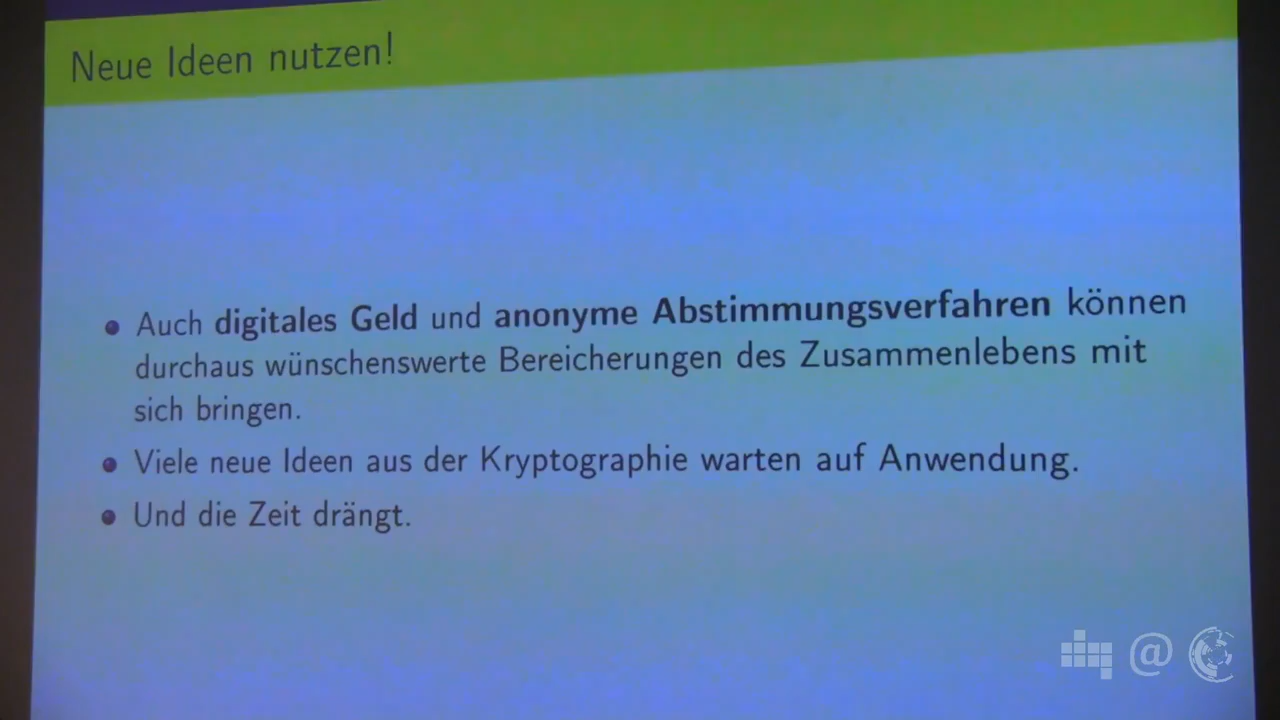 Neue Ideen nutzen!
Auch digitales Geld und anonyme Abstimmungsverfahren können
durchaus wünschenswerte Bereicherungen des Zusammenlebens mit
sich bringen.
Viele neue Ideen aus der Kryptographie warten auf Anwendung.
Und die Zeit drängt.
@